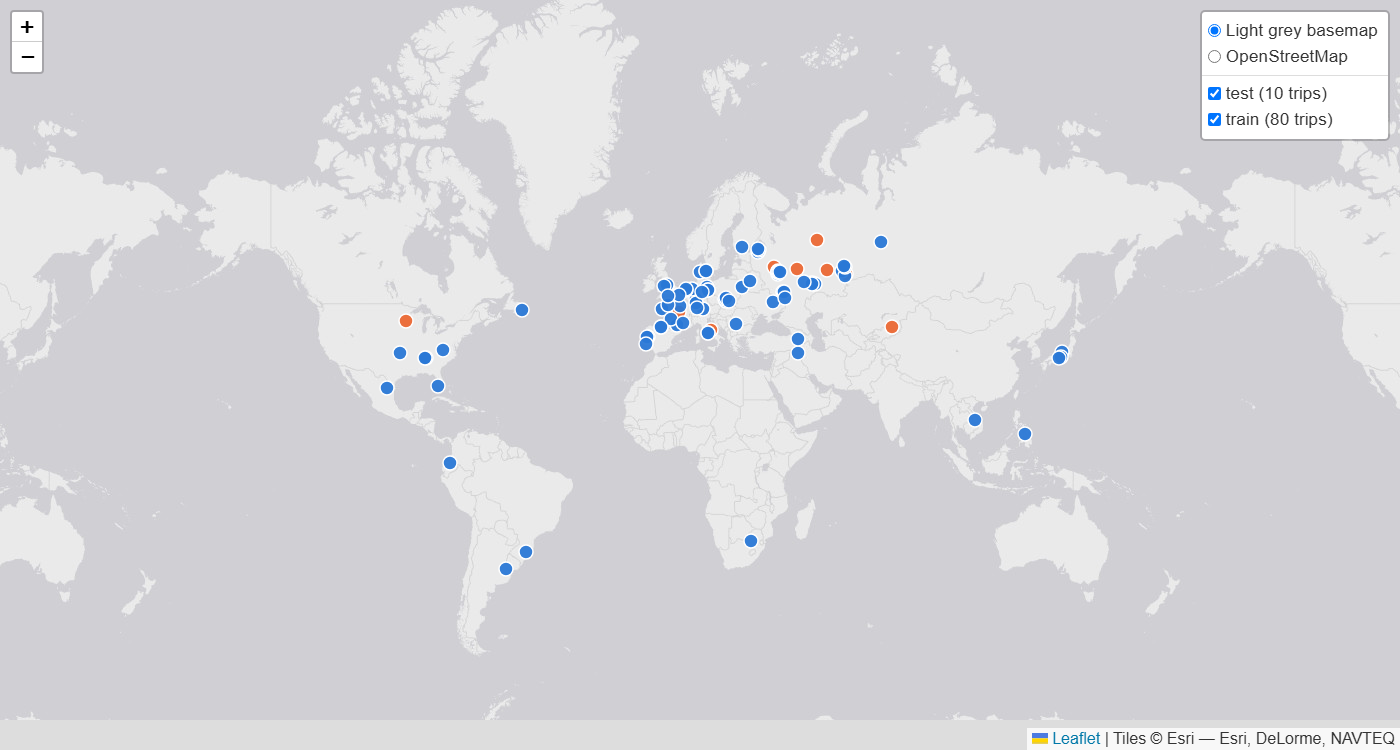 +
−
Light grey basemap
OpenStreetMap
test (10 trips)
train (80 trips)
Leaflet | Tiles © Esri — Esri, DeLorme, NAVTEQ